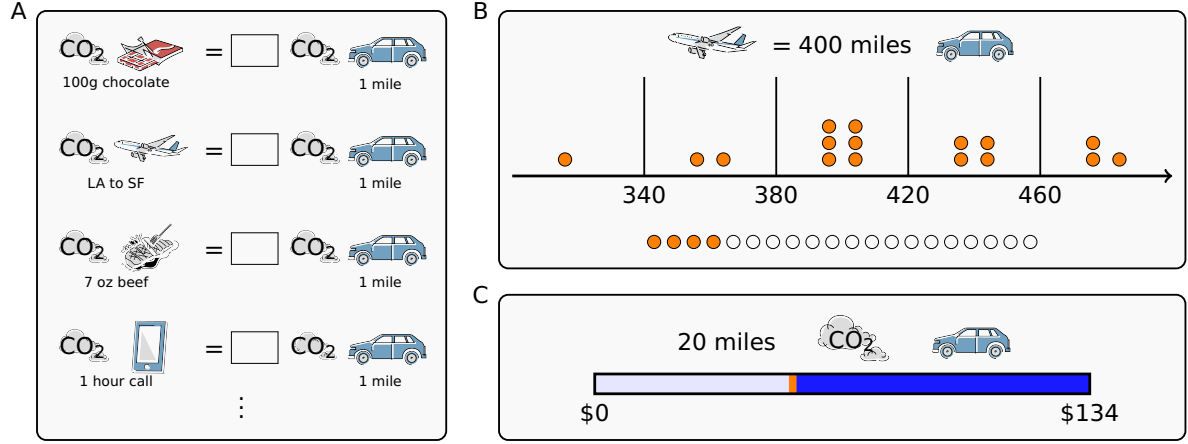 A
CO₂ = CO₂
100g chocolate 1 mile
CO₂ = CO₂
LA to SF 1 mile
CO₂ = CO₂
7 oz beef 1 mile
CO₂ = CO₂
1 hour call 1 mile
⋮
B
= 400 miles
340 380 420 460
C
20 miles CO₂
$0 $134